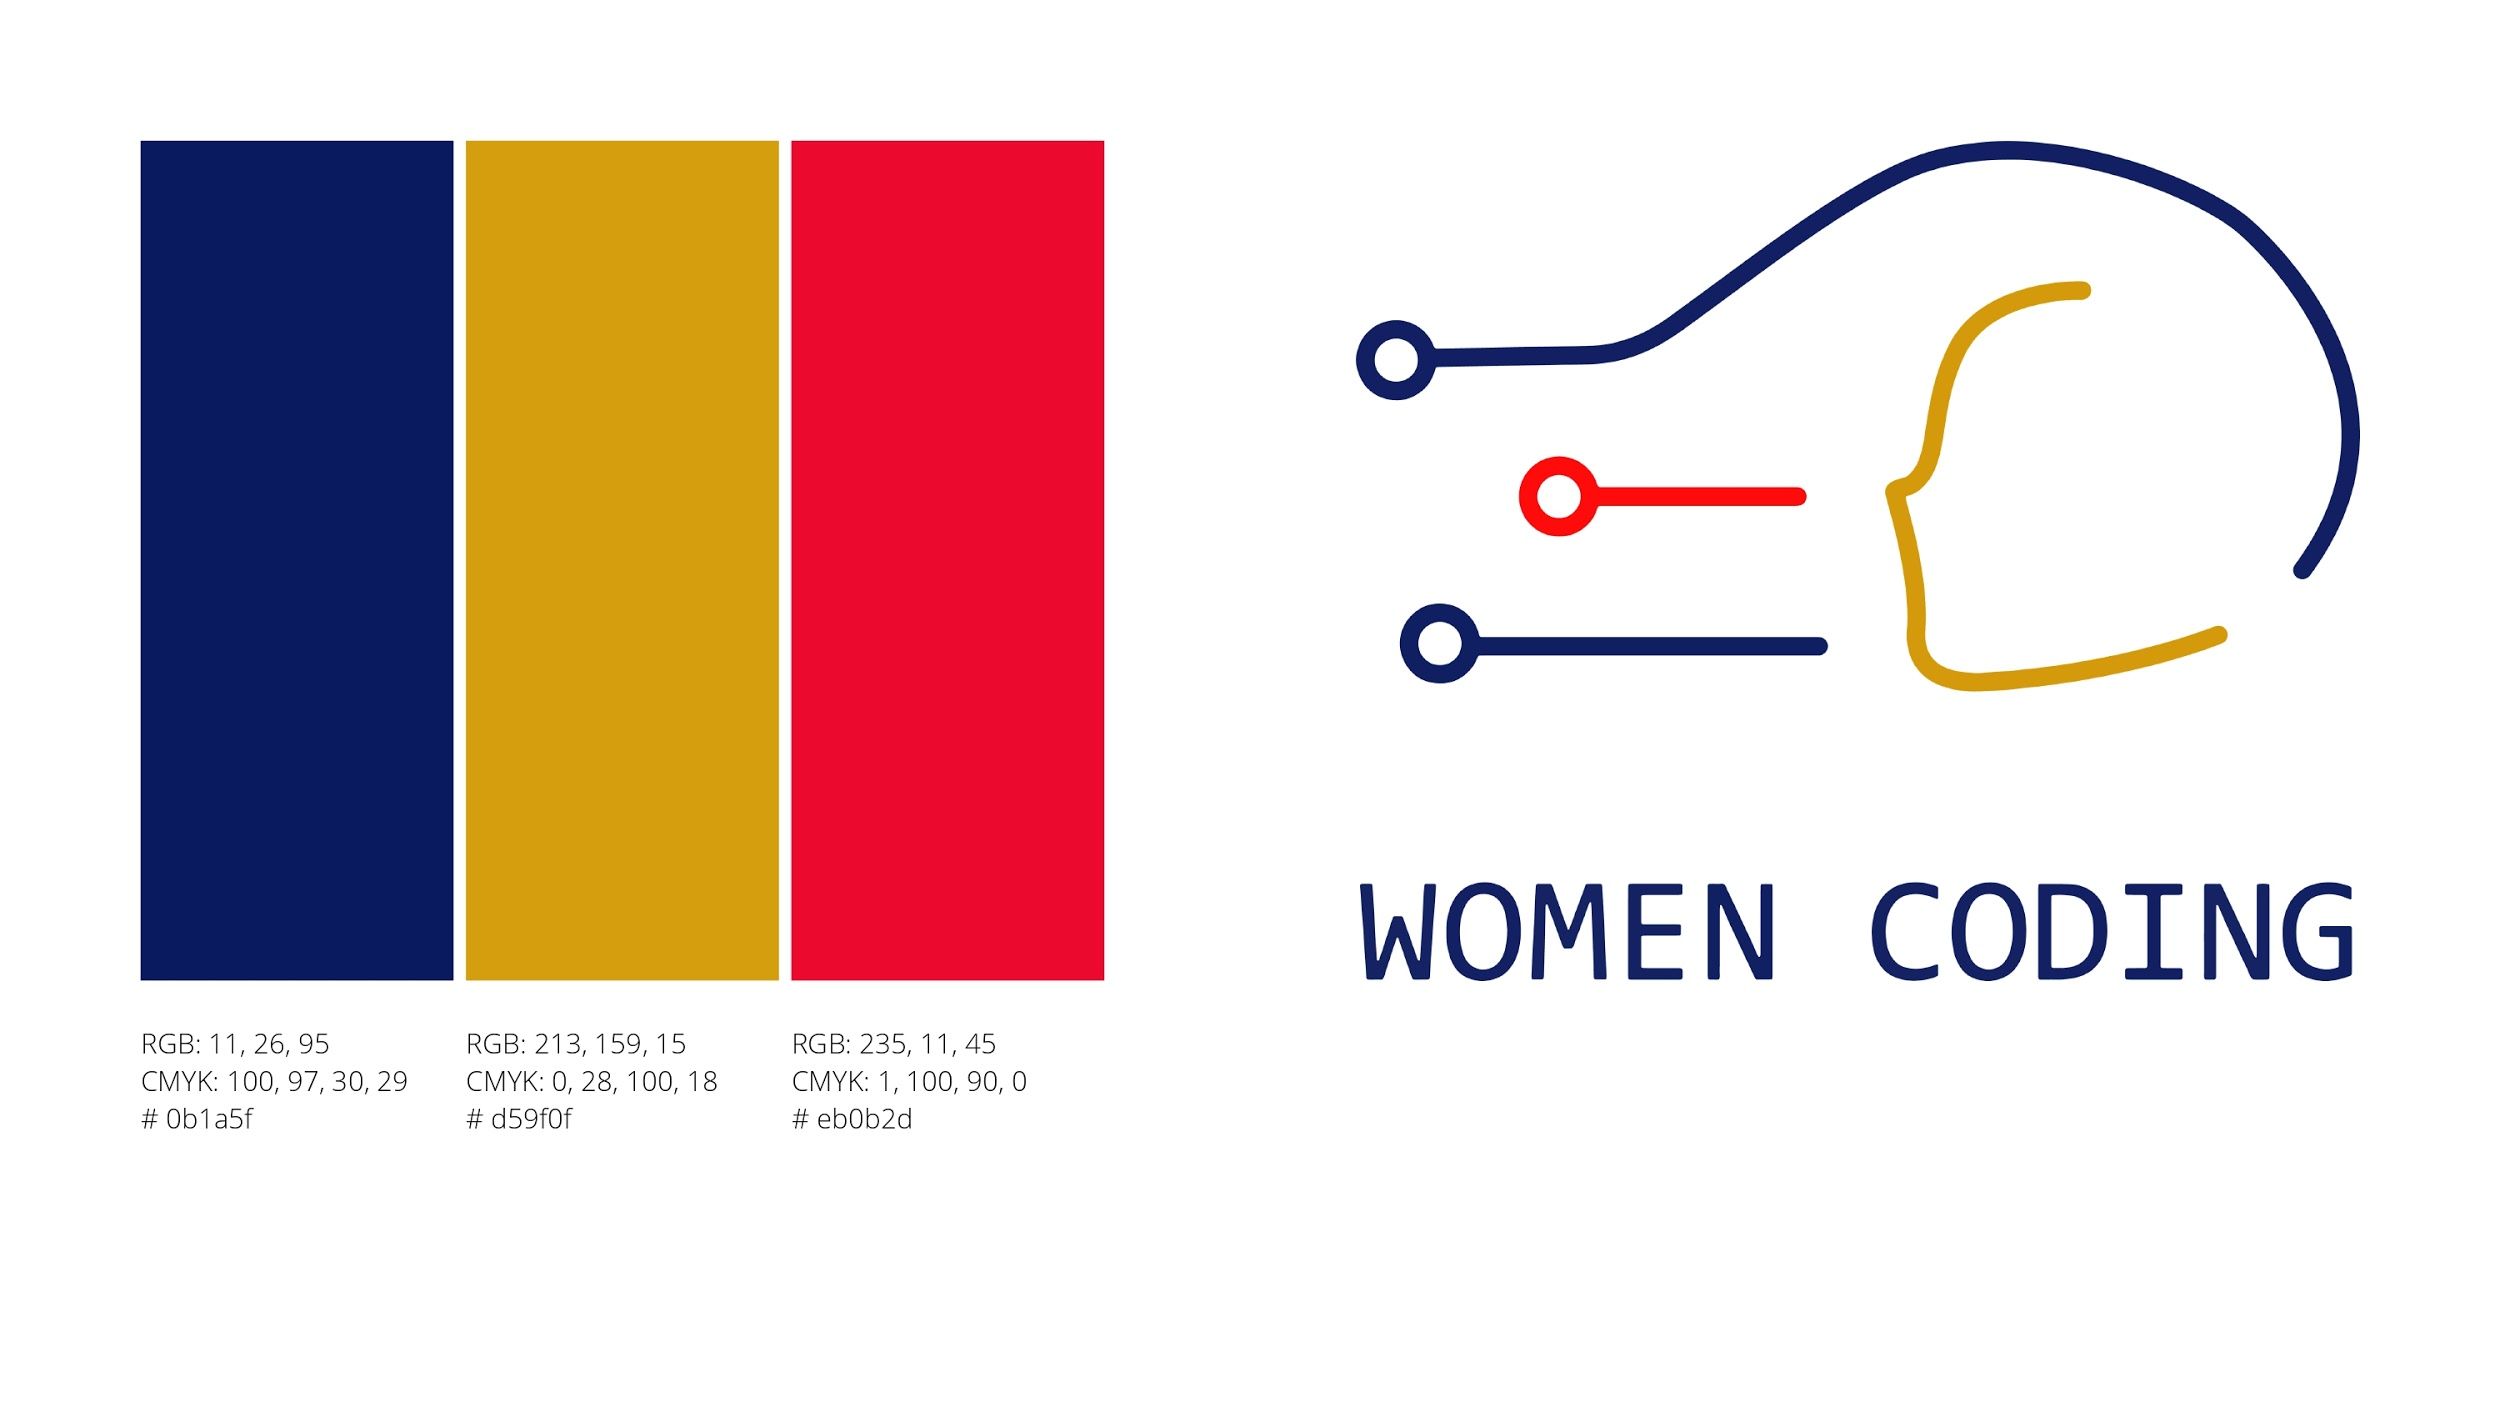 WOMEN CODING
RGB: 11, 26, 95
CMYK: 100, 97, 30, 29
# 0b1a5f
RGB: 213, 159, 15
CMYK: 0, 28, 100, 18
# d59f0f
RGB: 235, 11, 45
CMYK: 1, 100, 90, 0
# eb0b2d